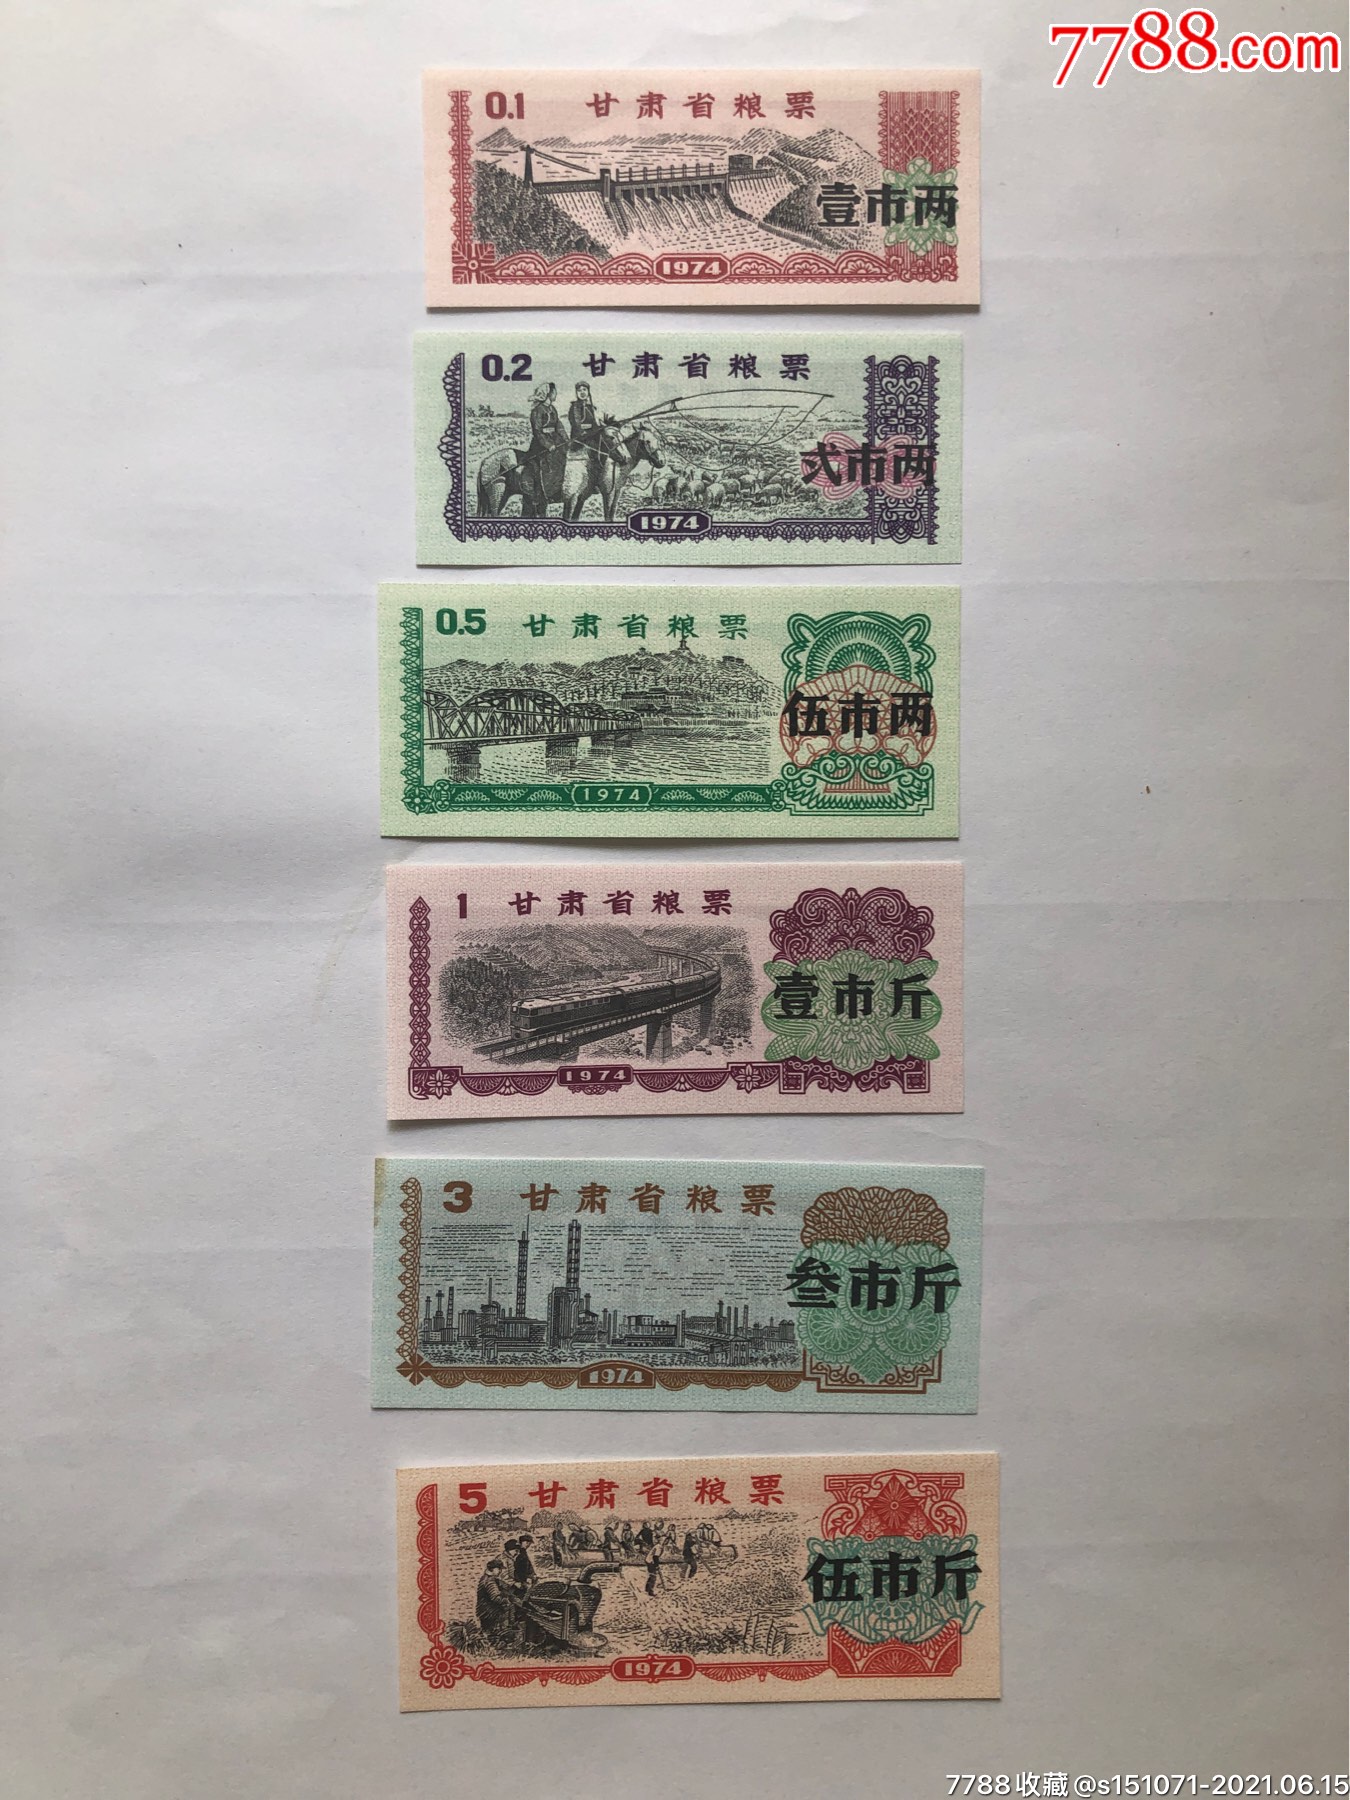 7788.com
0.1 甘肃省粮票
壹市两
1974
0.2 甘肃省粮票
弍市两
1974
0.5 甘肃省粮票
伍市两
1974
1 甘肃省粮票
壹市斤
1974
3 甘肃省粮票
叁市斤
1974
5 甘肃省粮票
伍市斤
1974
7788收藏@s151071-2021.06.15